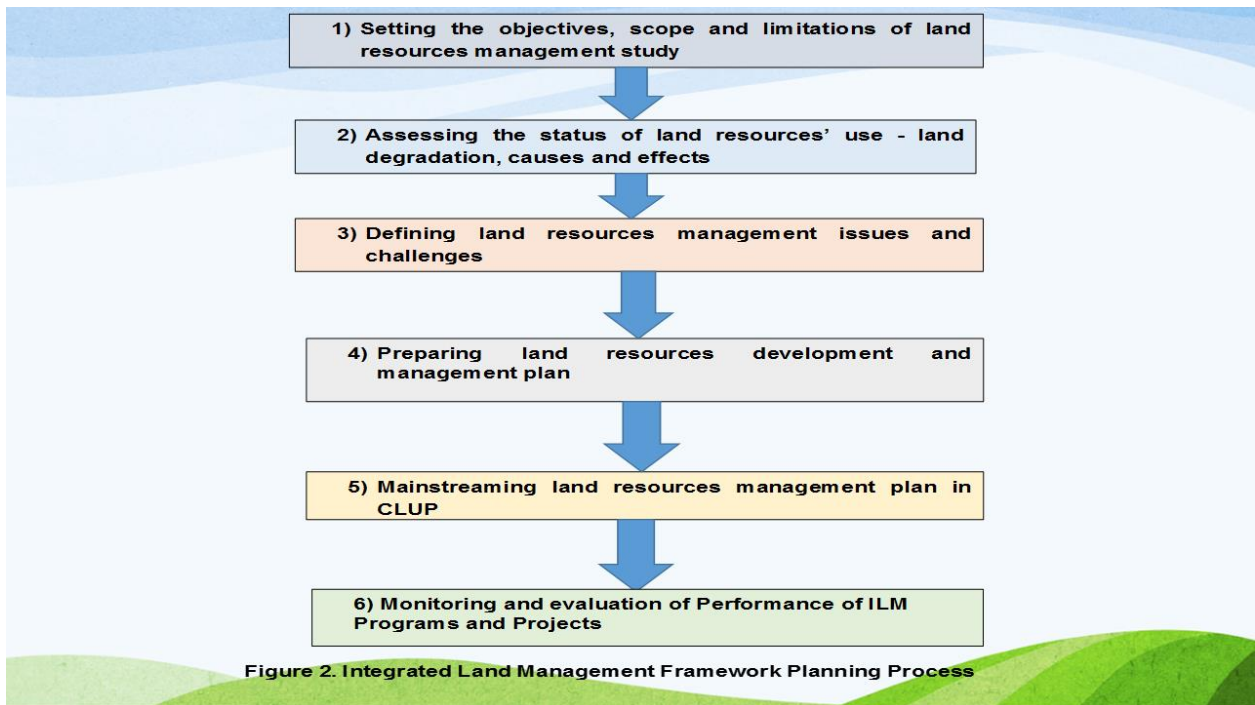 1) Setting the objectives, scope and limitations of land
resources management study
2) Assessing the status of land resources’ use - land
degradation, causes and effects
3) Defining land resources management issues and
challenges
4) Preparing land resources development and
management plan
5) Mainstreaming land resources management plan in
CLUP
6) Monitoring and evaluation of Performance of ILM
Programs and Projects
Figure 2. Integrated Land Management Framework Planning Process